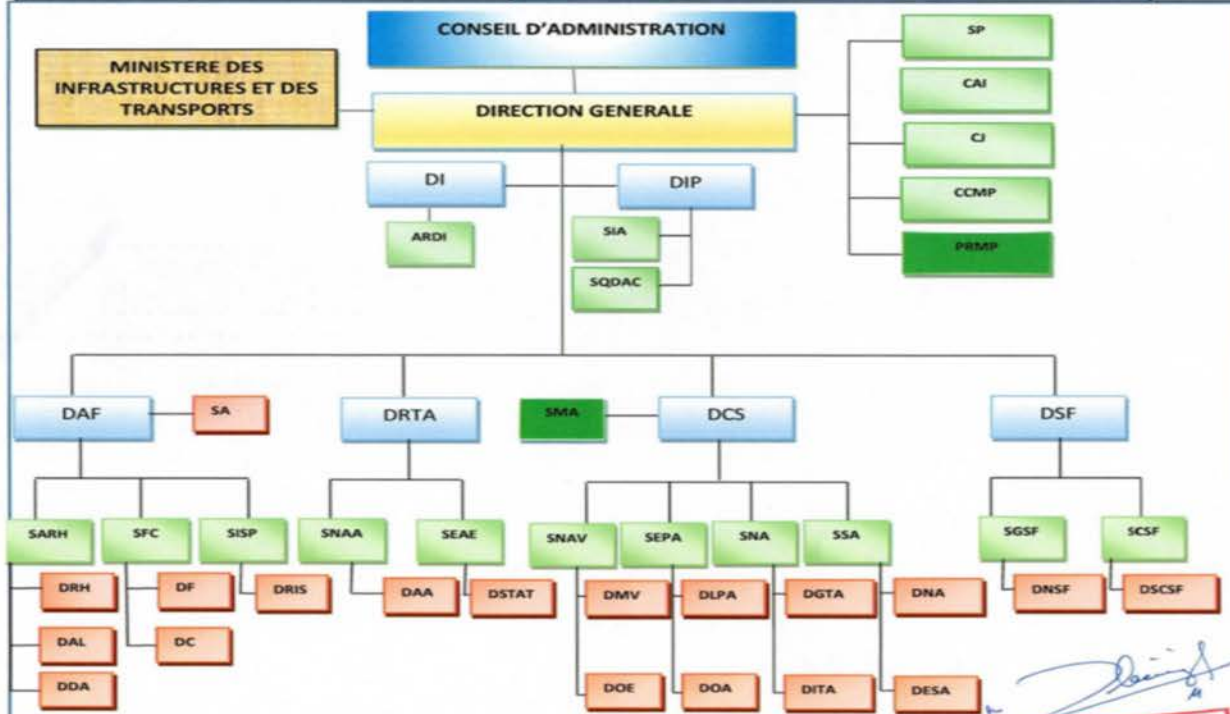 CONSEIL D'ADMINISTRATION
SP
MINISTERE DES
INFRASTRUCTURES ET DES
TRANSPORTS
CAI
DIRECTION GENERALE
CJ
DI
DIP
CCMP
ARDI
SIA
PRMP
SQDAC
DAF
SA
DRTA
SMA
DCS
DSF
SARH
SFC
SISP
SNAA
SEAE
SNAV
SEPA
SNA
SSA
SGSF
SCSF
DRH
DF
DRIS
DAA
DSTAT
DMV
DLPA
DGTA
DNA
DNSF
DSCSF
DAL
DC
DDA
DOE
DOA
DITA
DESA